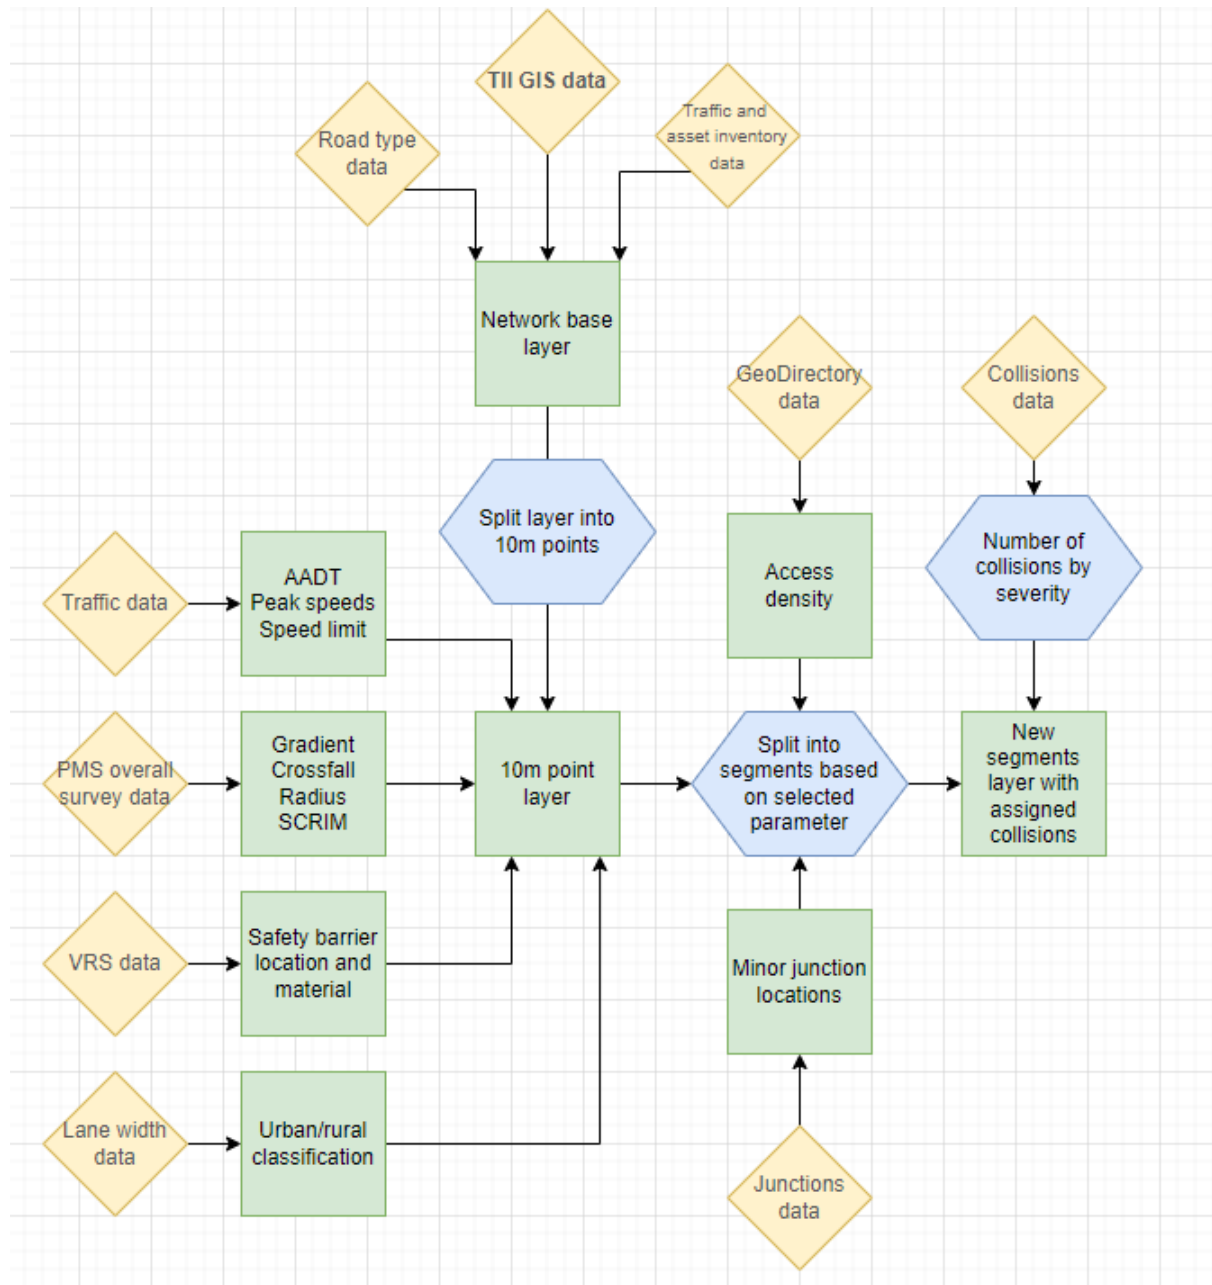 TII GIS data
Road type
data
Traffic and
asset inventory
data
Network base
layer
GeoDirectory
data
Collisions
data
Split layer into
10m points
Number of
collisions by
severity
Access
density
Traffic data
AADT
Peak speeds
Speed limit
PMS overall
survey data
Gradient
Crossfall
Radius
SCRIM
10m point
layer
Split into
segments based
on selected
parameter
New
segments
layer with
assigned
collisions
VRS data
Safety barrier
location and
material
Minor junction
locations
Lane width
data
Urban/rural
classification
Junctions
data